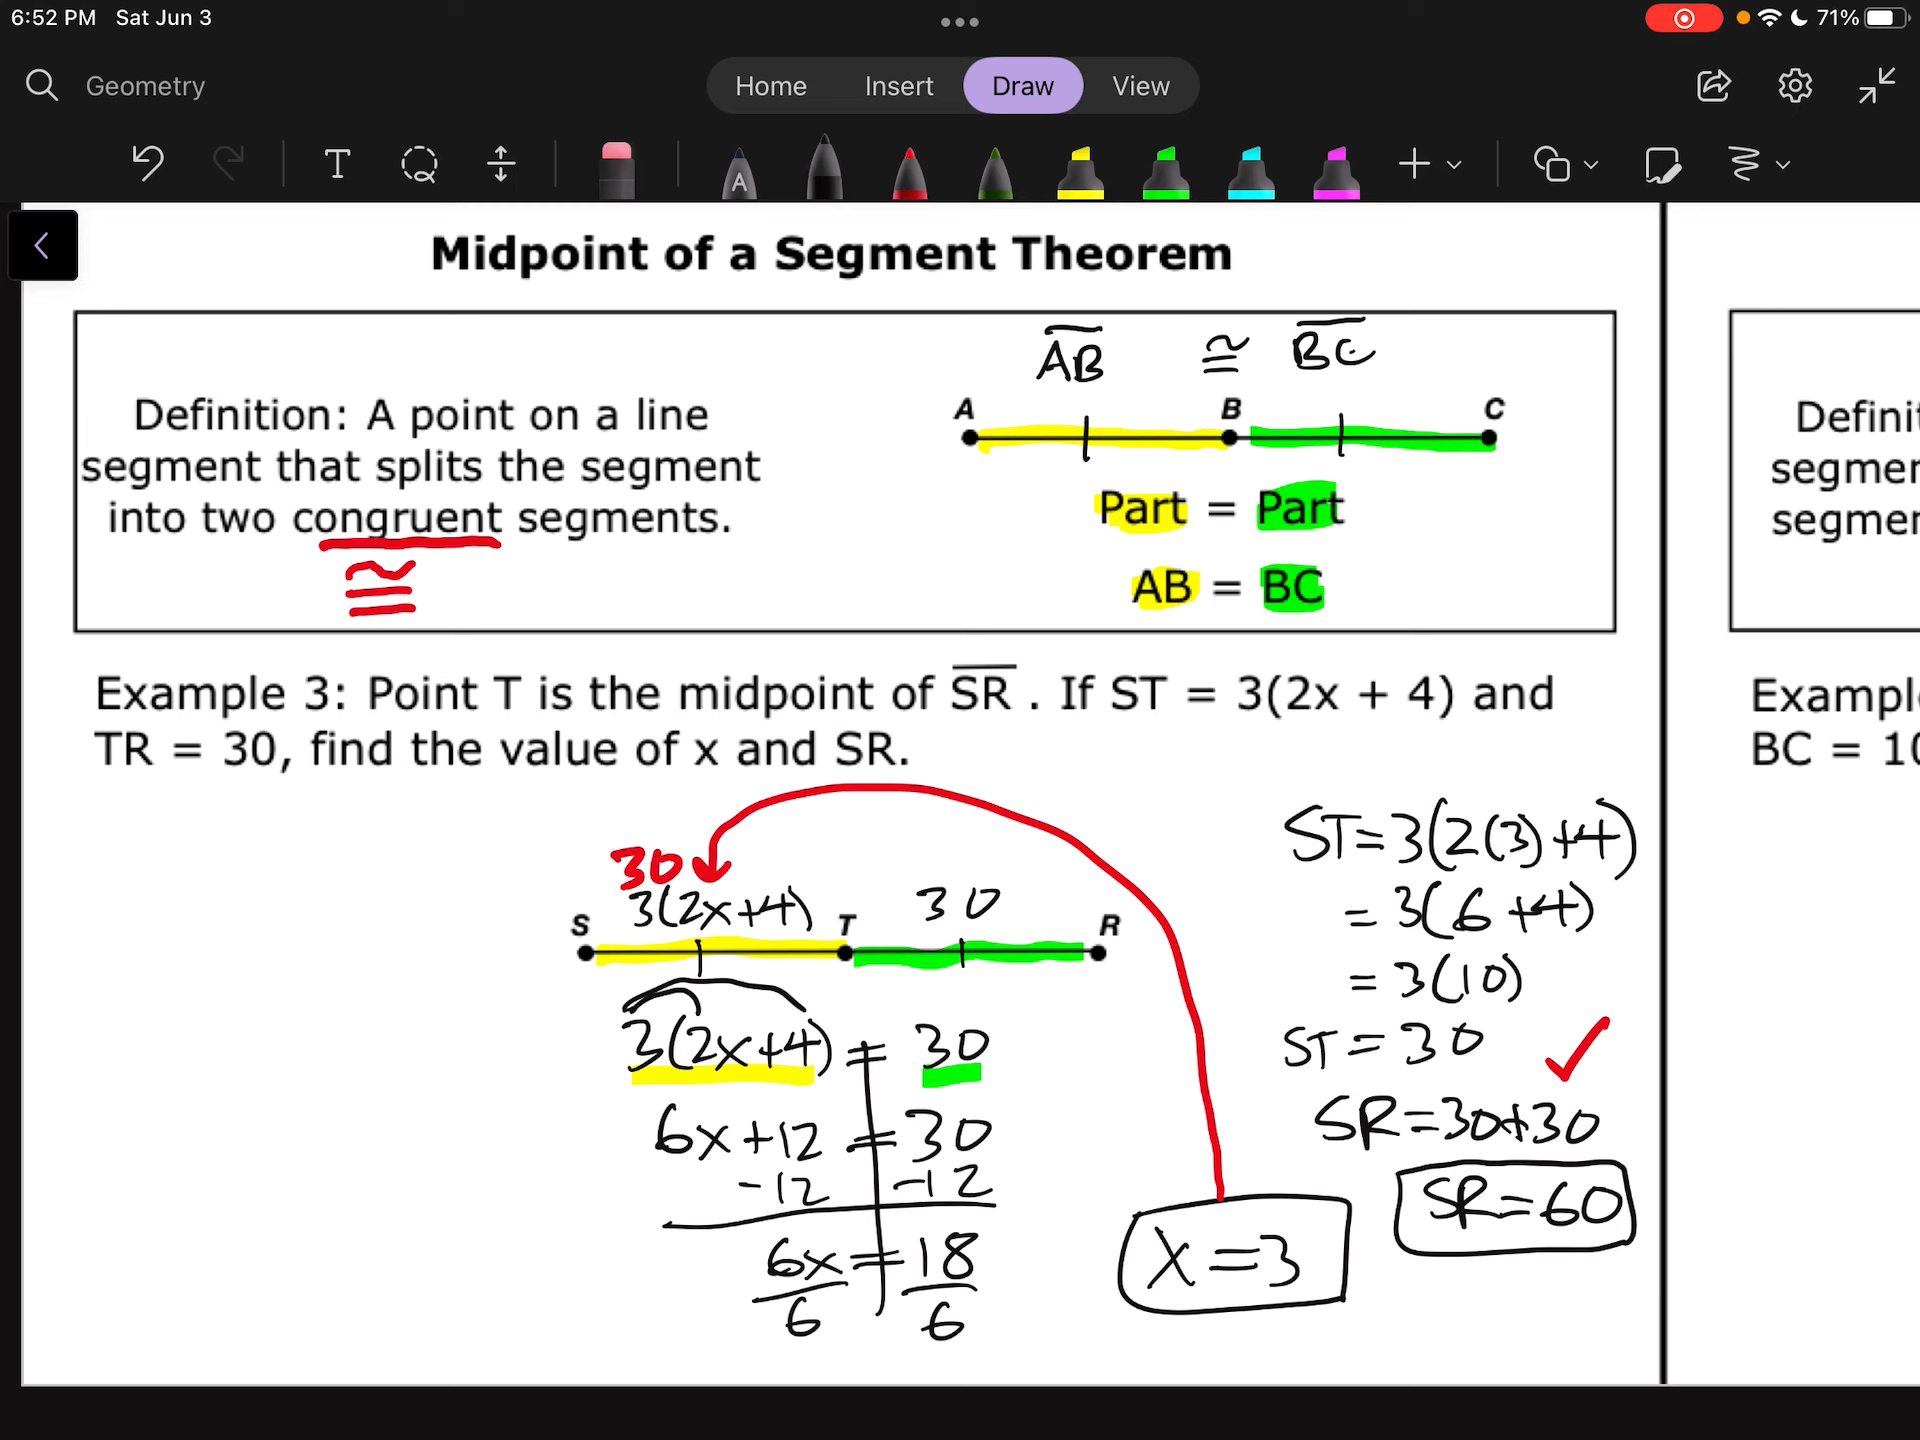 6:52 PM Sat Jun 3
71%
Geometry
Home Insert Draw View
T
A
Midpoint of a Segment Theorem
Definition: A point on a line
segment that splits the segment
into two congruent segments.
≅
AB ≅ BC
A B C
Part = Part
AB = BC
Definit
segmer
segmer
Example 3: Point T is the midpoint of SR . If ST = 3(2x + 4) and
TR = 30, find the value of x and SR.
Exampl
BC = 10
30
3(2x+4) 30
S T R
3(2x+4) = 30
6x+12 = 30
-12 -12
6x = 18
6 6
x = 3
ST = 3(2(3)+4)
= 3(6+4)
= 3(10)
ST = 30 ✓
SR = 30+30
SR = 60